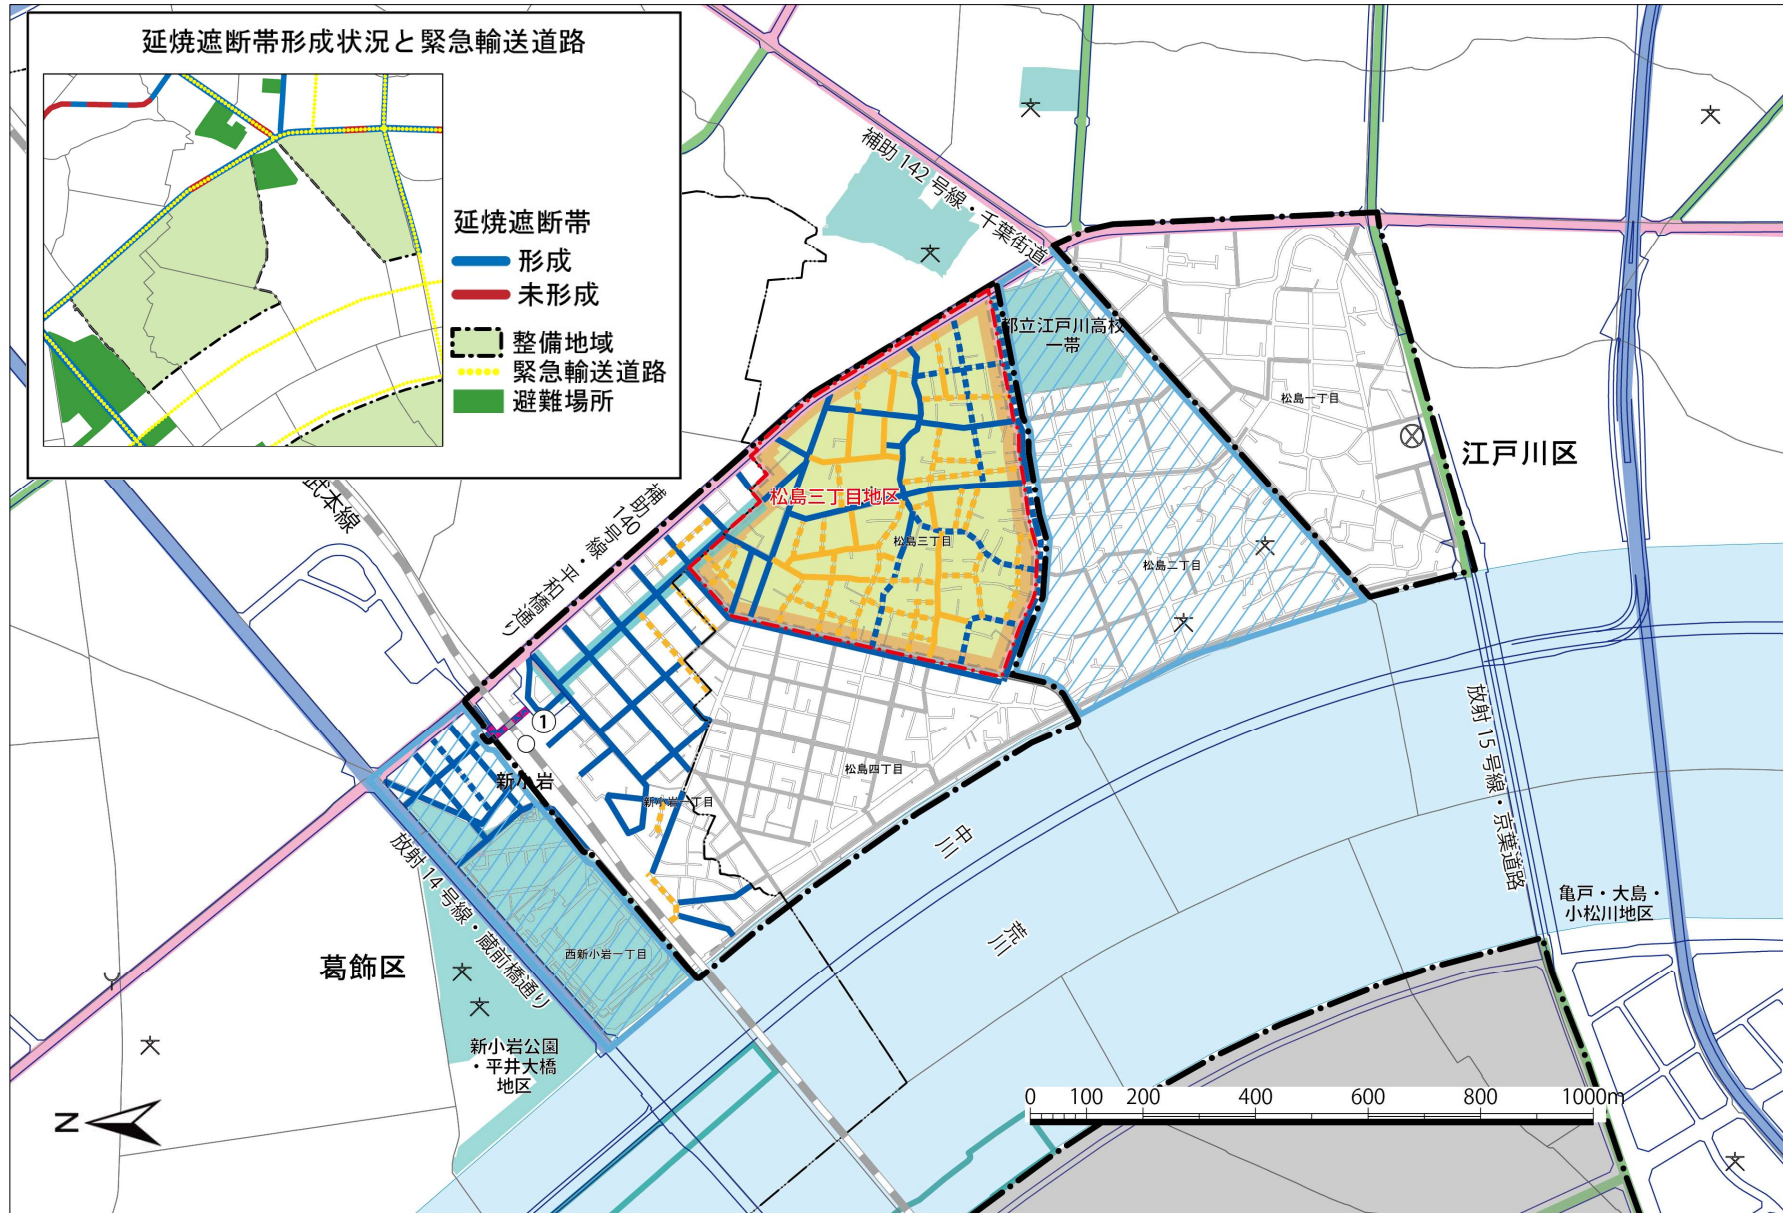 延焼遮断帯形成状況と緊急輸送道路
延焼遮断帯
形成
未形成
整備地域
緊急輸送道路
避難場所
補助142号線・千葉街道
都立江戸川高校
一帯
松島一丁目
江戸川区
武本線
補助140号線・平和橋通り
松島三丁目地区
松島三丁目
松島二丁目
1
新小岩
新小岩一丁目
松島四丁目
放射14号線・蔵前橋通り
放射15号線・京葉道路
中川
荒川
西新小岩一丁目
葛飾区
亀戸・大島・
小松川地区
新小岩公園
・平井大橋
地区
N
0 100 200 400 600 800 1000m